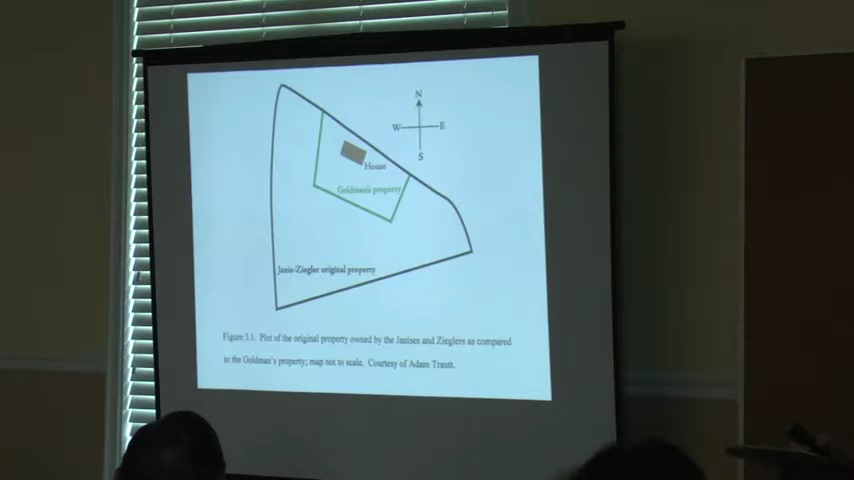 N
W
E
S
House
Goldman's property
Janis-Ziegler original property
Figure 3.1. Plot of the original property owned by the Janises and Zieglers as compared
to the Goldman's property; map not to scale. Courtesy of Adam Trautt.